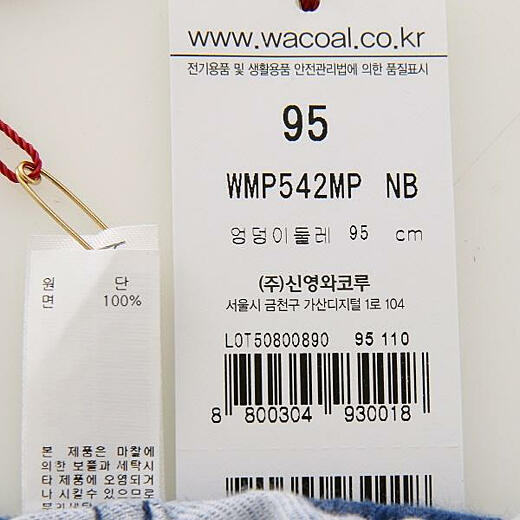 www.wacoal.co.kr
전기용품 및 생활용품 안전관리법에 의한 품질표시
95
WMP542MP NB
엉덩이둘레 95 cm
(주)신영와코루
서울시 금천구 가산디지털 1로 104
LOT50800890 95 110
8 800304 930018
원 단
면 100%
본 제품은 마찰에
의한 보풀과 세탁시
타 제품에 오염되거
나 시킬수 있으므로